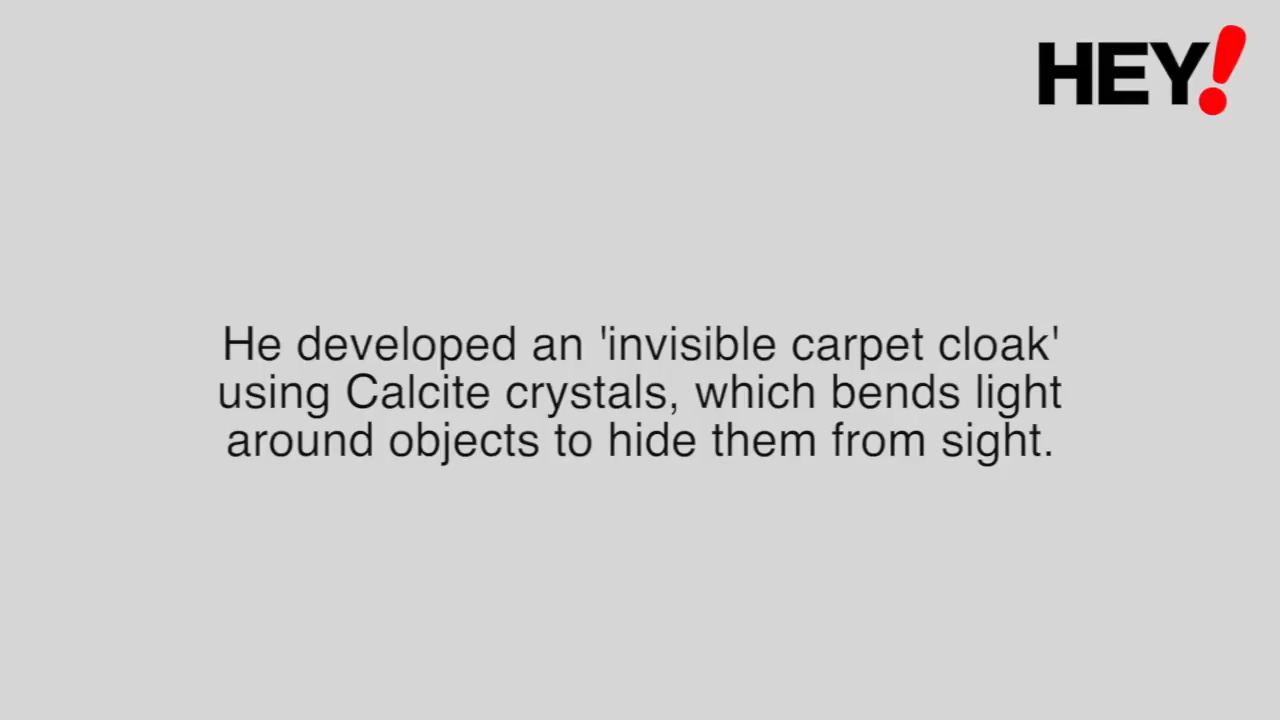 HEY!
He developed an 'invisible carpet cloak'
using Calcite crystals, which bends light
around objects to hide them from sight.